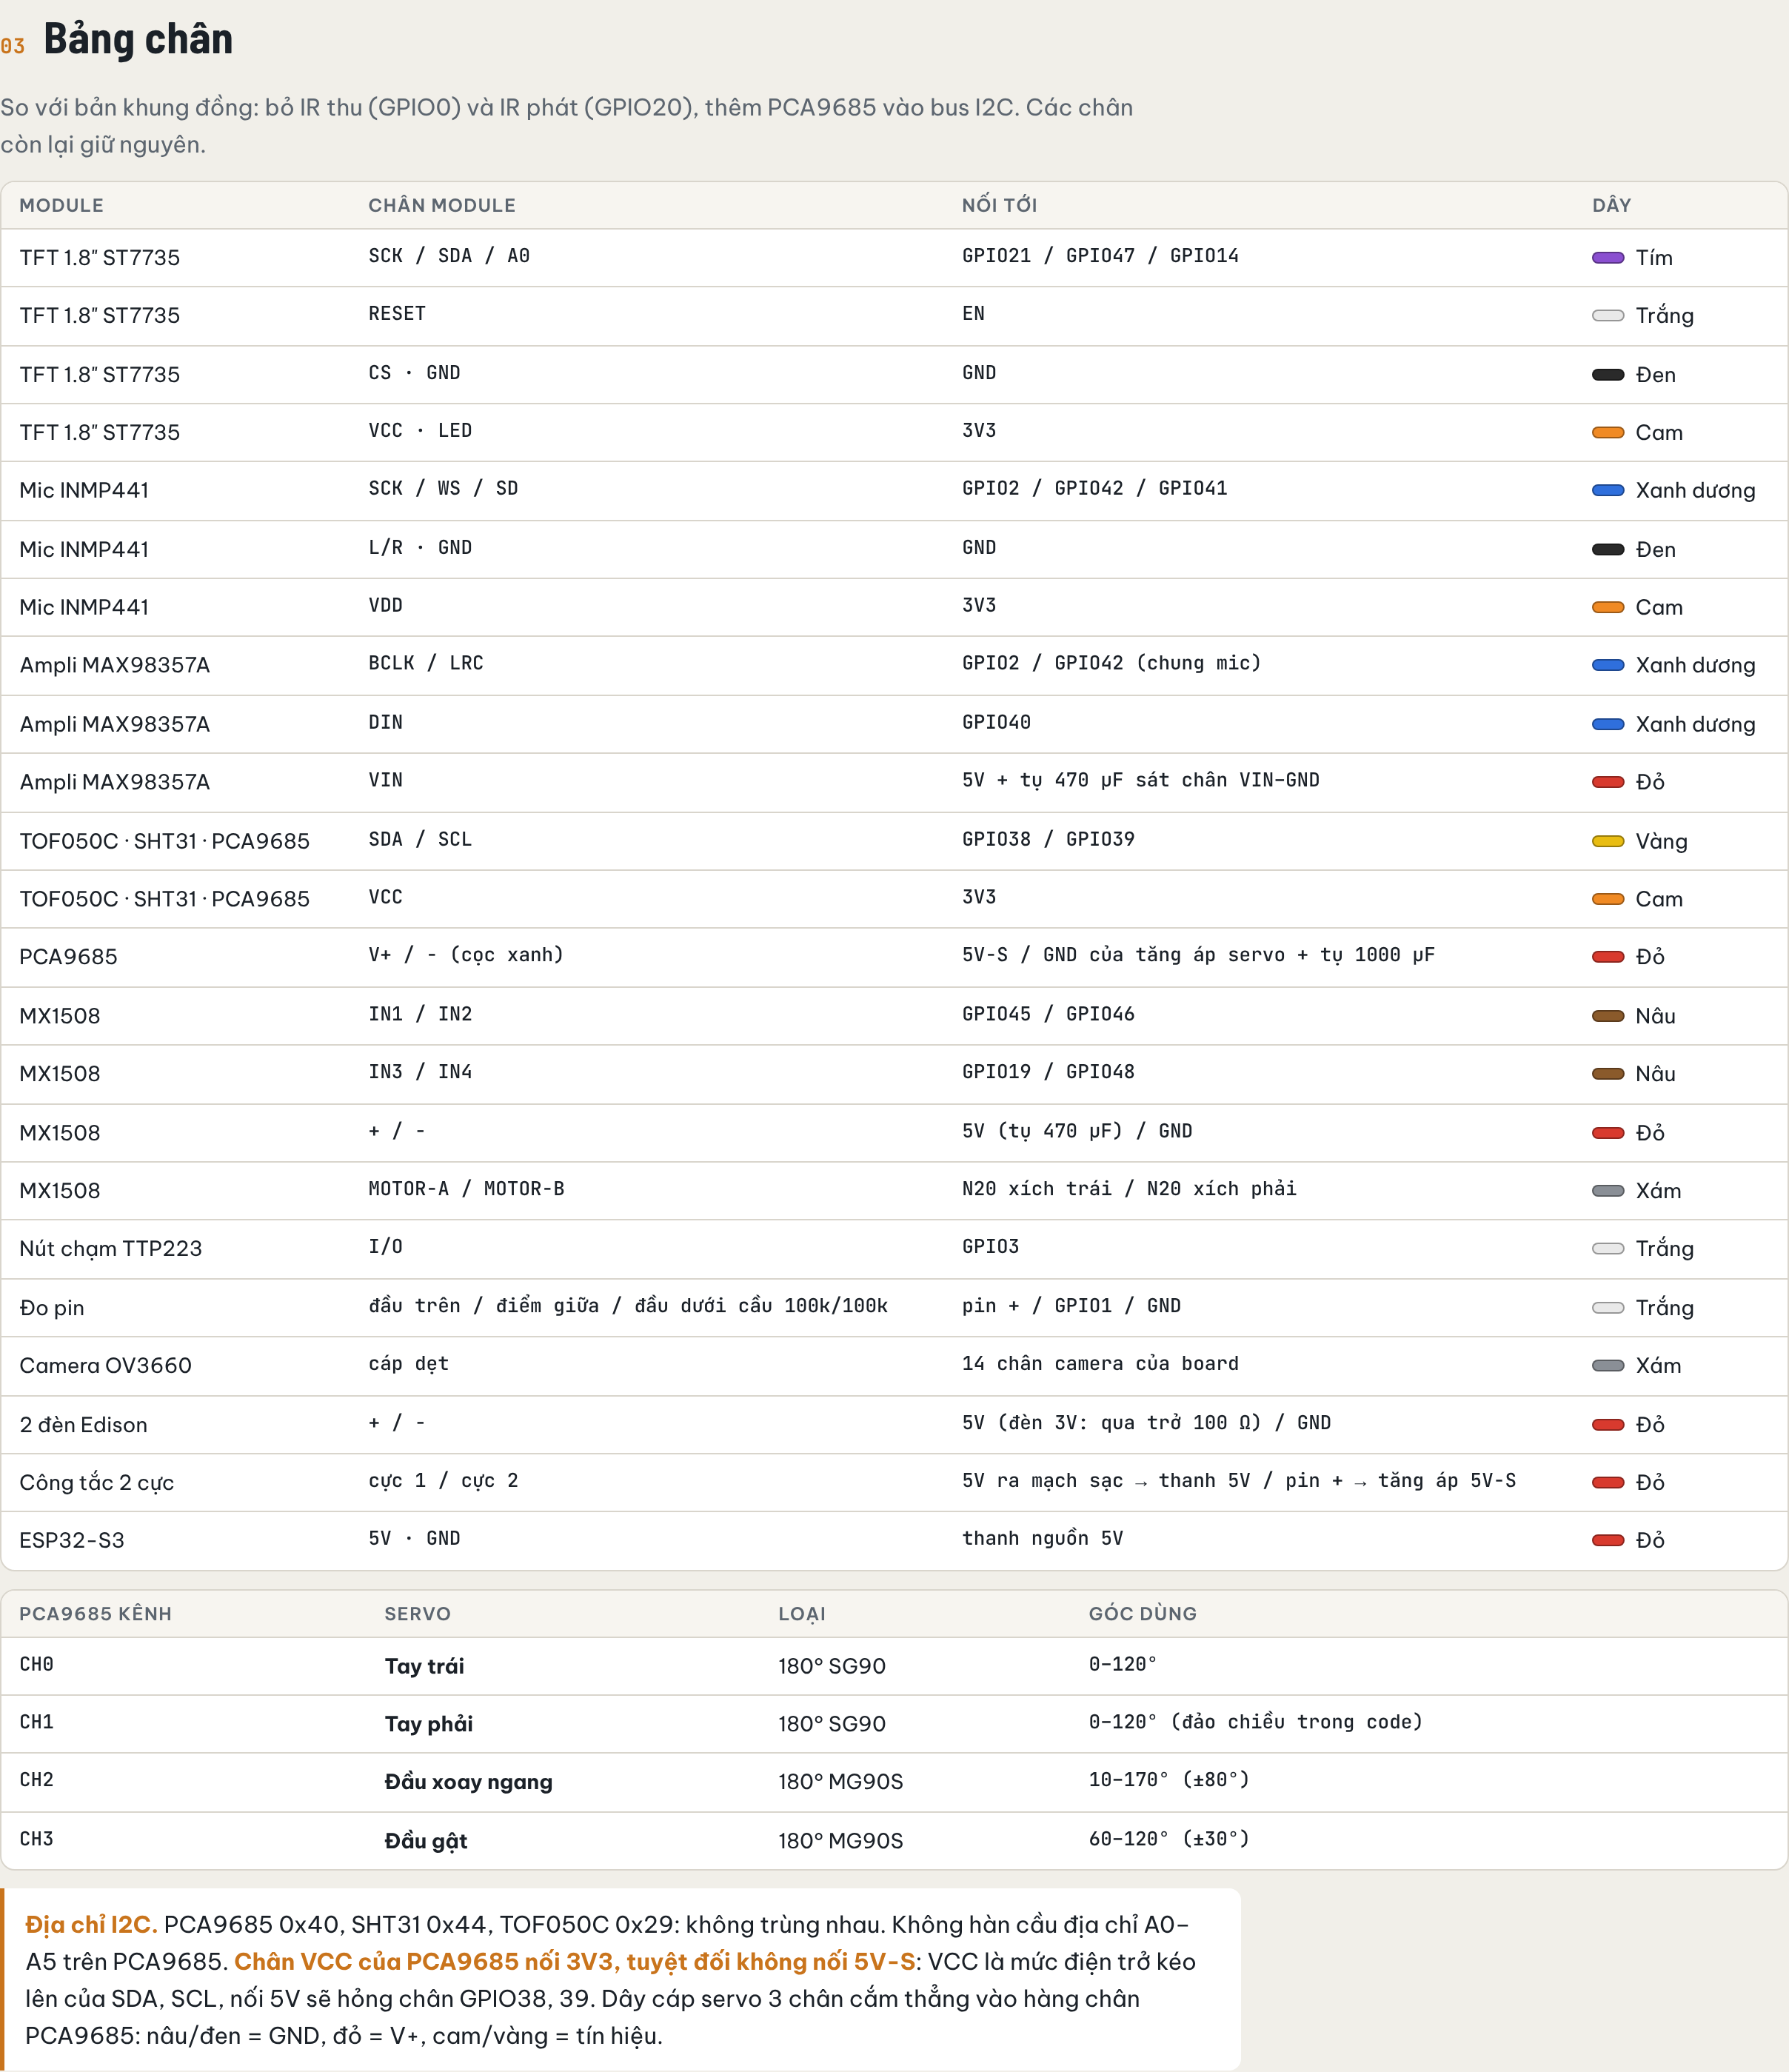 03 Bảng chân
So với bản khung đồng: bỏ IR thu (GPIO0) và IR phát (GPIO20), thêm PCA9685 vào bus I2C. Các chân
còn lại giữ nguyên.
MODULE CHÂN MODULE NỐI TỚI DÂY
TFT 1.8" ST7735 SCK / SDA / A0 GPIO21 / GPIO47 / GPIO14 Tím
TFT 1.8" ST7735 RESET EN Trắng
TFT 1.8" ST7735 CS · GND GND Đen
TFT 1.8" ST7735 VCC · LED 3V3 Cam
Mic INMP441 SCK / WS / SD GPIO2 / GPIO42 / GPIO41 Xanh dương
Mic INMP441 L/R · GND GND Đen
Mic INMP441 VDD 3V3 Cam
Ampli MAX98357A BCLK / LRC GPIO2 / GPIO42 (chung mic) Xanh dương
Ampli MAX98357A DIN GPIO40 Xanh dương
Ampli MAX98357A VIN 5V + tụ 470 µF sát chân VIN–GND Đỏ
TOF050C · SHT31 · PCA9685 SDA / SCL GPIO38 / GPIO39 Vàng
TOF050C · SHT31 · PCA9685 VCC 3V3 Cam
PCA9685 V+ / - (cọc xanh) 5V-S / GND của tăng áp servo + tụ 1000 µF Đỏ
MX1508 IN1 / IN2 GPIO45 / GPIO46 Nâu
MX1508 IN3 / IN4 GPIO19 / GPIO48 Nâu
MX1508 + / - 5V (tụ 470 µF) / GND Đỏ
MX1508 MOTOR-A / MOTOR-B N20 xích trái / N20 xích phải Xám
Nút chạm TTP223 I/O GPIO3 Trắng
Đo pin đầu trên / điểm giữa / đầu dưới cầu 100k/100k pin + / GPIO1 / GND Trắng
Camera OV3660 cáp dẹt 14 chân camera của board Xám
2 đèn Edison + / - 5V (đèn 3V: qua trở 100 Ω) / GND Đỏ
Công tắc 2 cực cực 1 / cực 2 5V ra mạch sạc → thanh 5V / pin + → tăng áp 5V-S Đỏ
ESP32-S3 5V · GND thanh nguồn 5V Đỏ
PCA9685 KÊNH SERVO LOẠI GÓC DÙNG
CH0 Tay trái 180° SG90 0–120°
CH1 Tay phải 180° SG90 0–120° (đảo chiều trong code)
CH2 Đầu xoay ngang 180° MG90S 10–170° (±80°)
CH3 Đầu gật 180° MG90S 60–120° (±30°)
Địa chỉ I2C. PCA9685 0x40, SHT31 0x44, TOF050C 0x29: không trùng nhau. Không hàn cầu địa chỉ A0–
A5 trên PCA9685. Chân VCC của PCA9685 nối 3V3, tuyệt đối không nối 5V-S: VCC là mức điện trở kéo
lên của SDA, SCL, nối 5V sẽ hỏng chân GPIO38, 39. Dây cáp servo 3 chân cắm thẳng vào hàng chân
PCA9685: nâu/đen = GND, đỏ = V+, cam/vàng = tín hiệu.